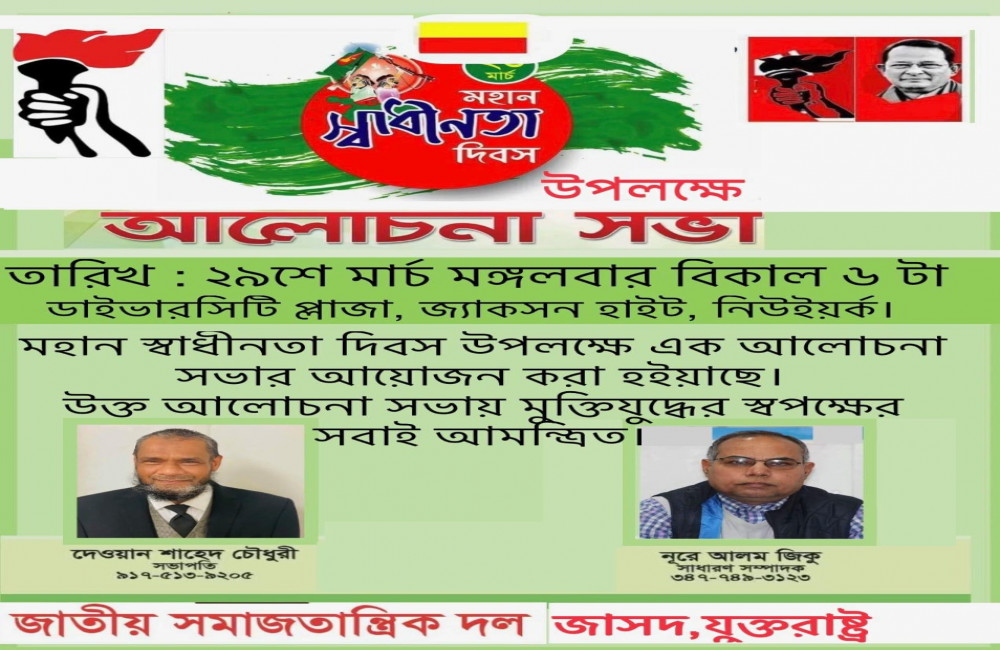 ২৬
মার্চ
মহান
স্বাধীনতা
দিবস
উপলক্ষে
আলোচনা সভা
তারিখ : ২৯শে মার্চ মঙ্গলবার বিকাল ৬ টা
ডাইভারসিটি প্লাজা, জ্যাকসন হাইট, নিউইয়র্ক।
মহান স্বাধীনতা দিবস উপলক্ষে এক আলোচনা
সভার আয়োজন করা হইয়াছে।
উক্ত আলোচনা সভায় মুক্তিযুদ্ধের স্বপক্ষের
সবাই আমন্ত্রিত।
দেওয়ান শাহেদ চৌধুরী
সভাপতি
৯১৭-৫১৩-৯২০৫
নূরে আলম জিকু
সাধারণ সম্পাদক
৩৪৭-৭৪৯-৩১২৩
জাতীয় সমাজতান্ত্রিক দল জাসদ,যুক্তরাষ্ট্র